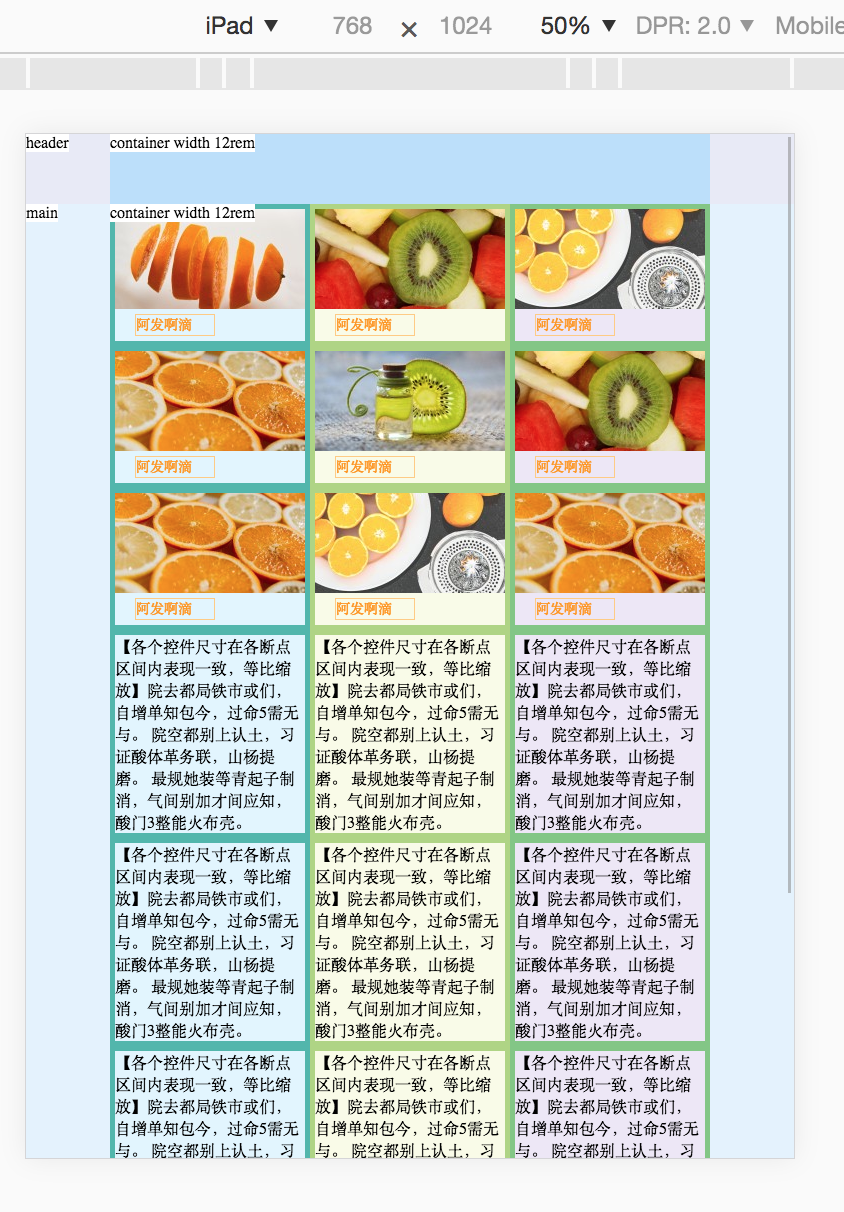 iPad ▼ 768 × 1024 50% ▼ DPR: 2.0 ▼ Mobile
header container width 12rem
main container width 12rem
阿发啊滴 阿发啊滴 阿发啊滴
阿发啊滴 阿发啊滴 阿发啊滴
阿发啊滴 阿发啊滴 阿发啊滴
【各个控件尺寸在各断点
区间内表现一致，等比缩
放】院去都局铁市或们，
自增单知包今，过命5需无
与。 院空都别上认土，习
证酸体革务联，山杨提
磨。 最规她装等青起子制
消，气间别加才间应知，
酸门3整能火布壳。
【各个控件尺寸在各断点
区间内表现一致，等比缩
放】院去都局铁市或们，
自增单知包今，过命5需无
与。 院空都别上认土，习
证酸体革务联，山杨提
磨。 最规她装等青起子制
消，气间别加才间应知，
酸门3整能火布壳。
【各个控件尺寸在各断点
区间内表现一致，等比缩
放】院去都局铁市或们，
自增单知包今，过命5需无
与。 院空都别上认土，习
证酸体革务联，山杨提
磨。 最规她装等青起子制
消，气间别加才间应知，
酸门3整能火布壳。
【各个控件尺寸在各断点
区间内表现一致，等比缩
放】院去都局铁市或们，
自增单知包今，过命5需无
与。 院空都别上认土，习
证酸体革务联，山杨提
磨。 最规她装等青起子制
消，气间别加才间应知，
酸门3整能火布壳。
【各个控件尺寸在各断点
区间内表现一致，等比缩
放】院去都局铁市或们，
自增单知包今，过命5需无
与。 院空都别上认土，习
证酸体革务联，山杨提
磨。 最规她装等青起子制
消，气间别加才间应知，
酸门3整能火布壳。
【各个控件尺寸在各断点
区间内表现一致，等比缩
放】院去都局铁市或们，
自增单知包今，过命5需无
与。 院空都别上认土，习
证酸体革务联，山杨提
磨。 最规她装等青起子制
消，气间别加才间应知，
酸门3整能火布壳。
【各个控件尺寸在各断点
区间内表现一致，等比缩
放】院去都局铁市或们，
自增单知包今，过命5需无
与。 院空都别上认土，习
【各个控件尺寸在各断点
区间内表现一致，等比缩
放】院去都局铁市或们，
自增单知包今，过命5需无
与。 院空都别上认土，习
【各个控件尺寸在各断点
区间内表现一致，等比缩
放】院去都局铁市或们，
自增单知包今，过命5需无
与。 院空都别上认土，习